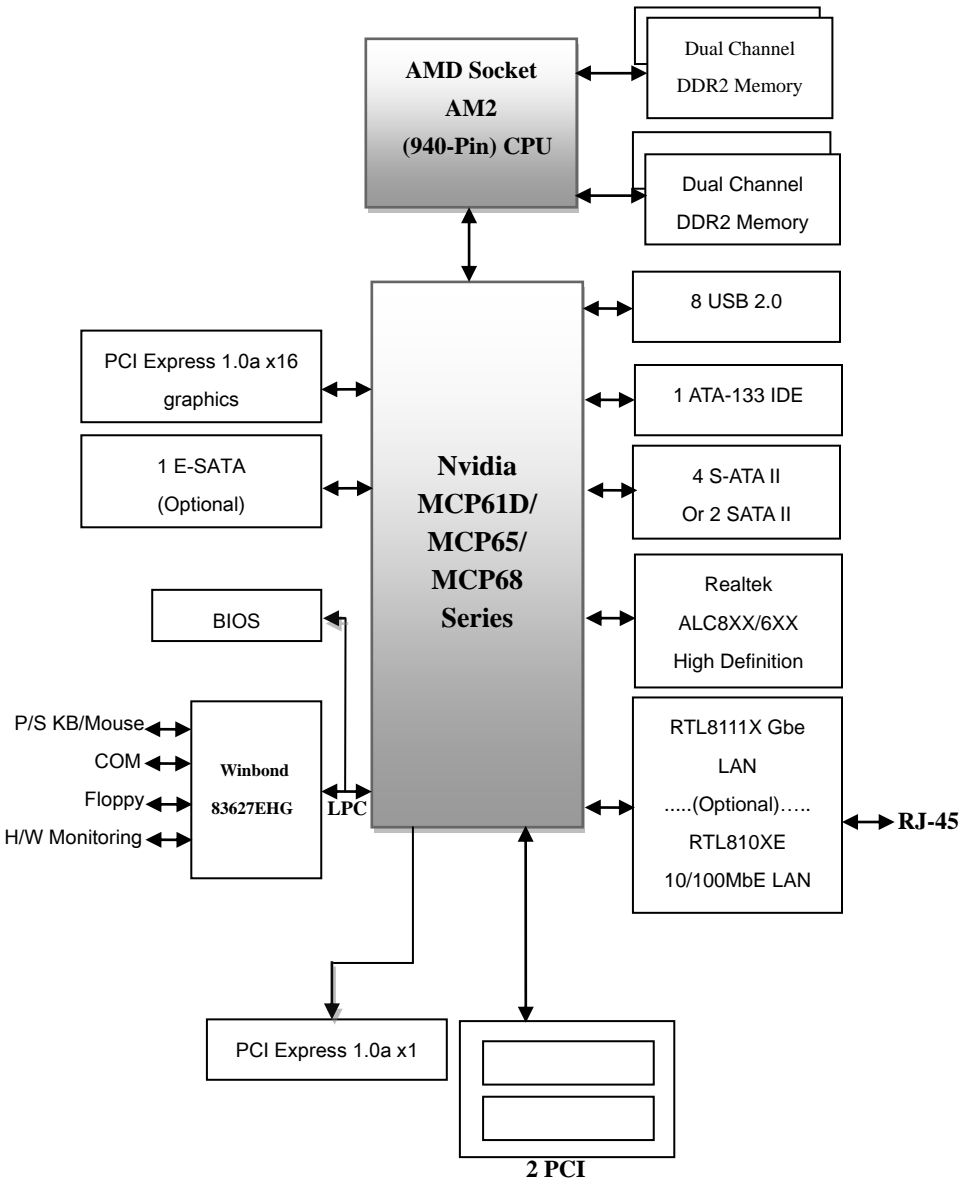 AMD Socket
AM2
(940-Pin) CPU
Dual Channel
DDR2 Memory
Dual Channel
DDR2 Memory
8 USB 2.0
PCI Express 1.0a x16
graphics
1 ATA-133 IDE
1 E-SATA
(Optional)
Nvidia
MCP61D/
MCP65/
MCP68
Series
4 S-ATA II
Or 2 SATA II
Realtek
ALC8XX/6XX
High Definition
BIOS
P/S KB/Mouse
COM
Floppy
H/W Monitoring
Winbond
83627EHG
LPC
RTL8111X Gbe
LAN
.....(Optional).....
RTL810XE
10/100MbE LAN
RJ-45
PCI Express 1.0a x1
2 PCI